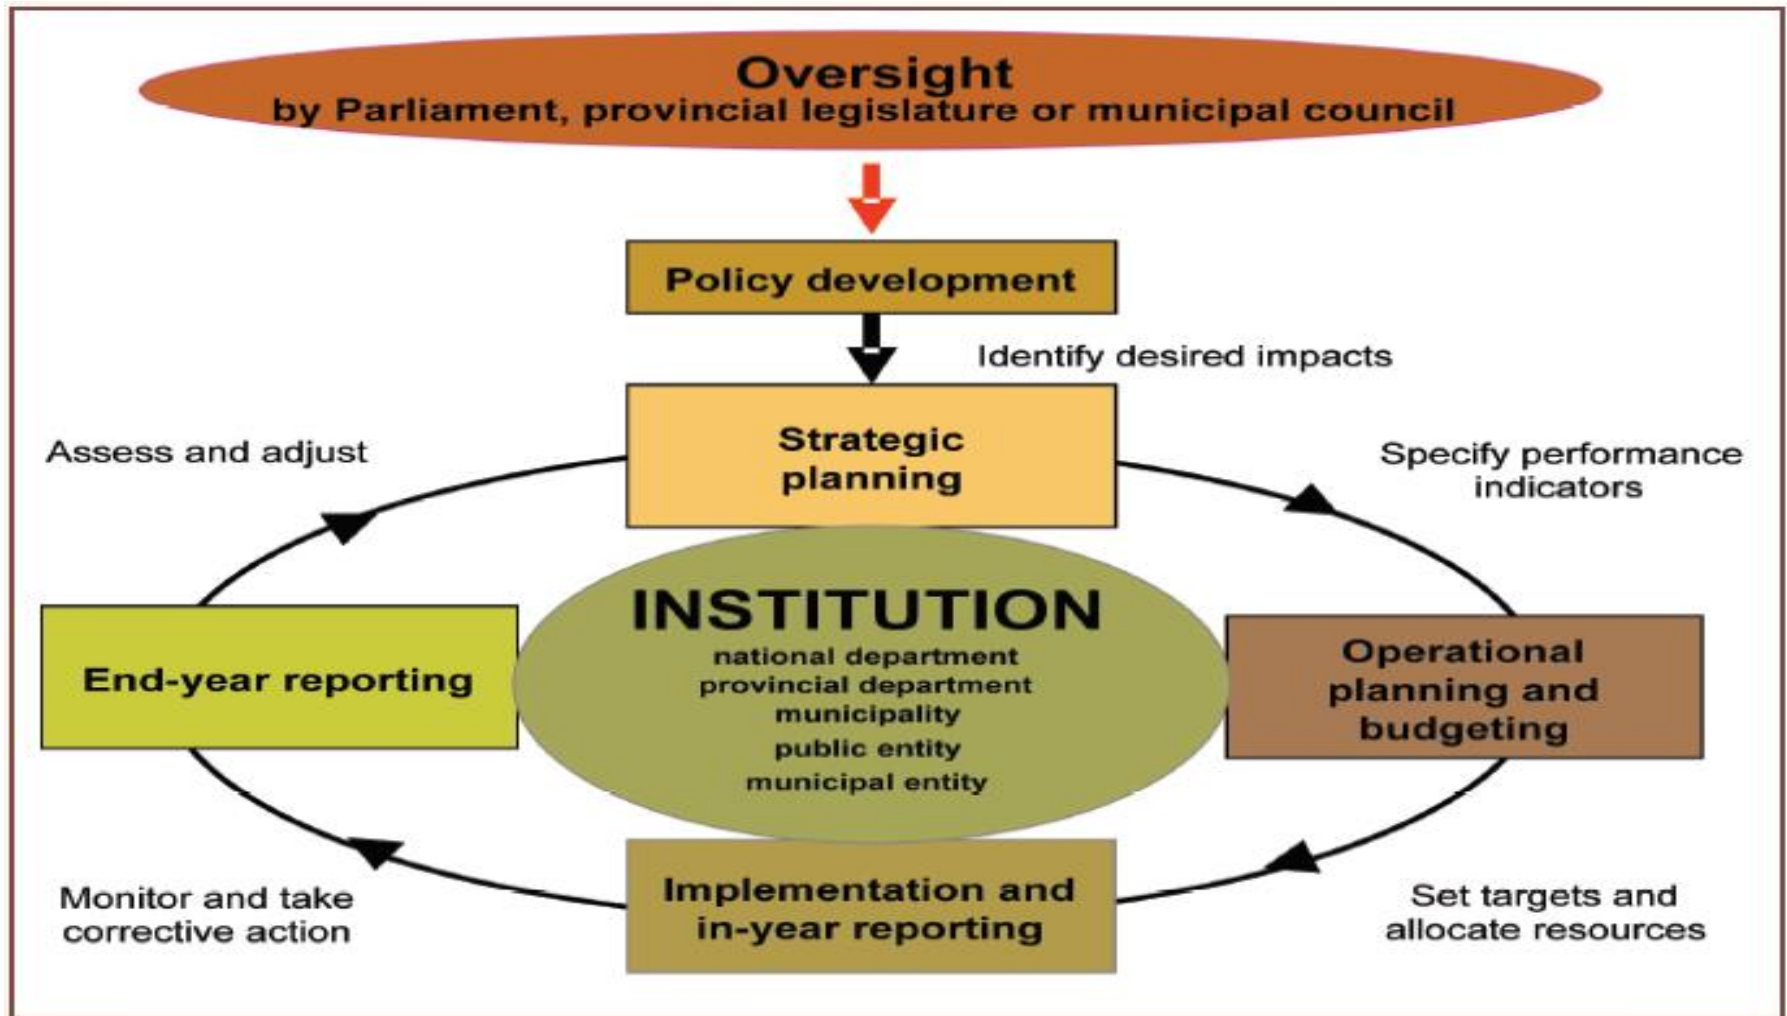 Oversight
by Parliament, provincial legislature or municipal council
Policy development
Identify desired impacts
Strategic
planning
Assess and adjust
Specify performance
indicators
INSTITUTION
national department
provincial department
municipality
public entity
municipal entity
End-year reporting
Operational
planning and
budgeting
Implementation and
in-year reporting
Monitor and take
corrective action
Set targets and
allocate resources